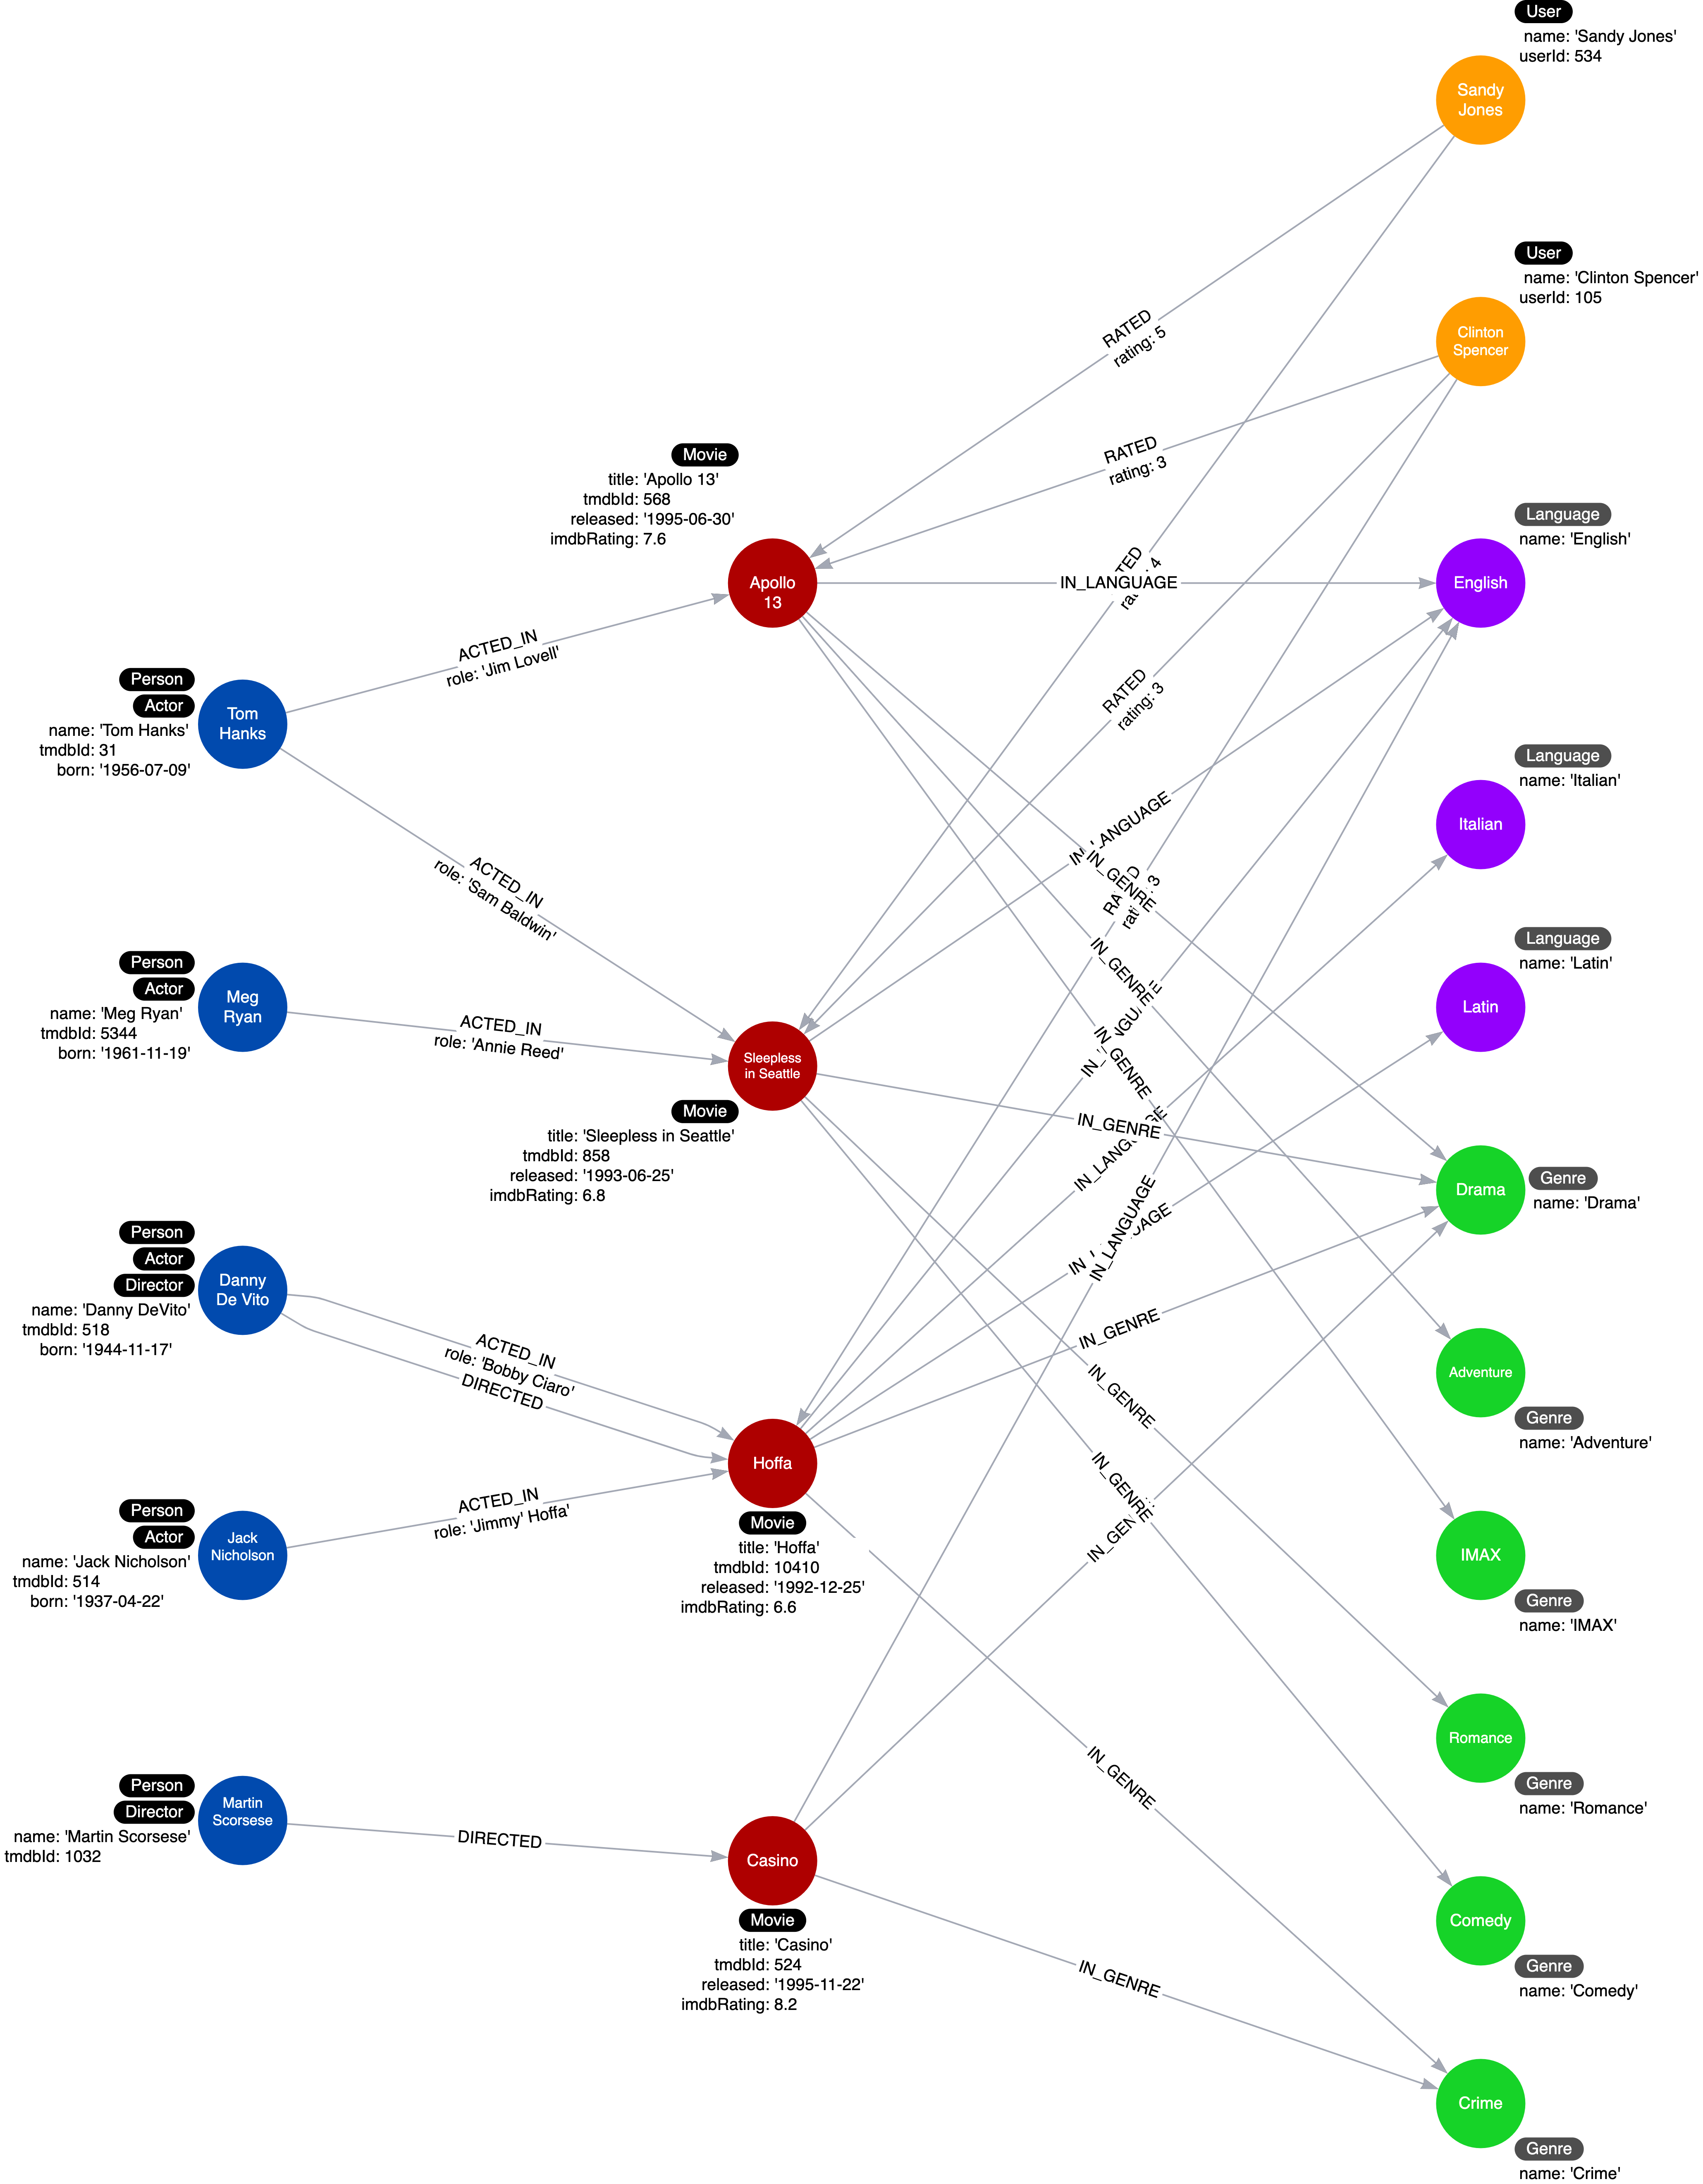 User
name: 'Sandy Jones'
userId: 534
Sandy
Jones
User
name: 'Clinton Spencer'
userId: 105
Clinton
Spencer
RATED
rating: 5
RATED
rating: 3
Movie
title: 'Apollo 13'
tmdbId: 568
released: '1995-06-30'
imdbRating: 7.6
Apollo
13
Language
name: 'English'
English
IN_LANGUAGE
4
ACTED_IN
role: 'Jim Lovell'
Person
Actor
name: 'Tom Hanks'
tmdbId: 31
born: '1956-07-09'
Tom
Hanks
RATED
rating: 3
Language
name: 'Italian'
Italian
IN_LANGUAGE
IN_GENRE
RATED
rating: 3
ACTED_IN
role: 'Sam Baldwin'
Language
name: 'Latin'
Latin
Person
Actor
name: 'Meg Ryan'
tmdbId: 5344
born: '1961-11-19'
Meg
Ryan
ACTED_IN
role: 'Annie Reed'
IN_GENRE
IN_GENRE
Sleepless
in Seattle
Movie
title: 'Sleepless in Seattle'
tmdbId: 858
released: '1993-06-25'
imdbRating: 6.8
IN_GENRE
IN_LANGUAGE
Drama
Genre
name: 'Drama'
IN_LANGUAGE
Person
Actor
Director
name: 'Danny DeVito'
tmdbId: 518
born: '1944-11-17'
Danny
De Vito
ACTED_IN
role: 'Bobby Ciaro'
DIRECTED
IN_GENRE
Adventure
Genre
name: 'Adventure'
IN_GENRE
Hoffa
Movie
title: 'Hoffa'
tmdbId: 10410
released: '1992-12-25'
imdbRating: 6.6
Person
Actor
name: 'Jack Nicholson'
tmdbId: 514
born: '1937-04-22'
Jack
Nicholson
ACTED_IN
role: 'Jimmy' Hoffa'
IN_GENRE
IMAX
Genre
name: 'IMAX'
Romance
Genre
name: 'Romance'
IN_GENRE
Person
Director
name: 'Martin Scorsese'
tmdbId: 1032
Martin
Scorsese
DIRECTED
Casino
Movie
title: 'Casino'
tmdbId: 524
released: '1995-11-22'
imdbRating: 8.2
Comedy
Genre
name: 'Comedy'
IN_GENRE
Crime
Genre
name: 'Crime'